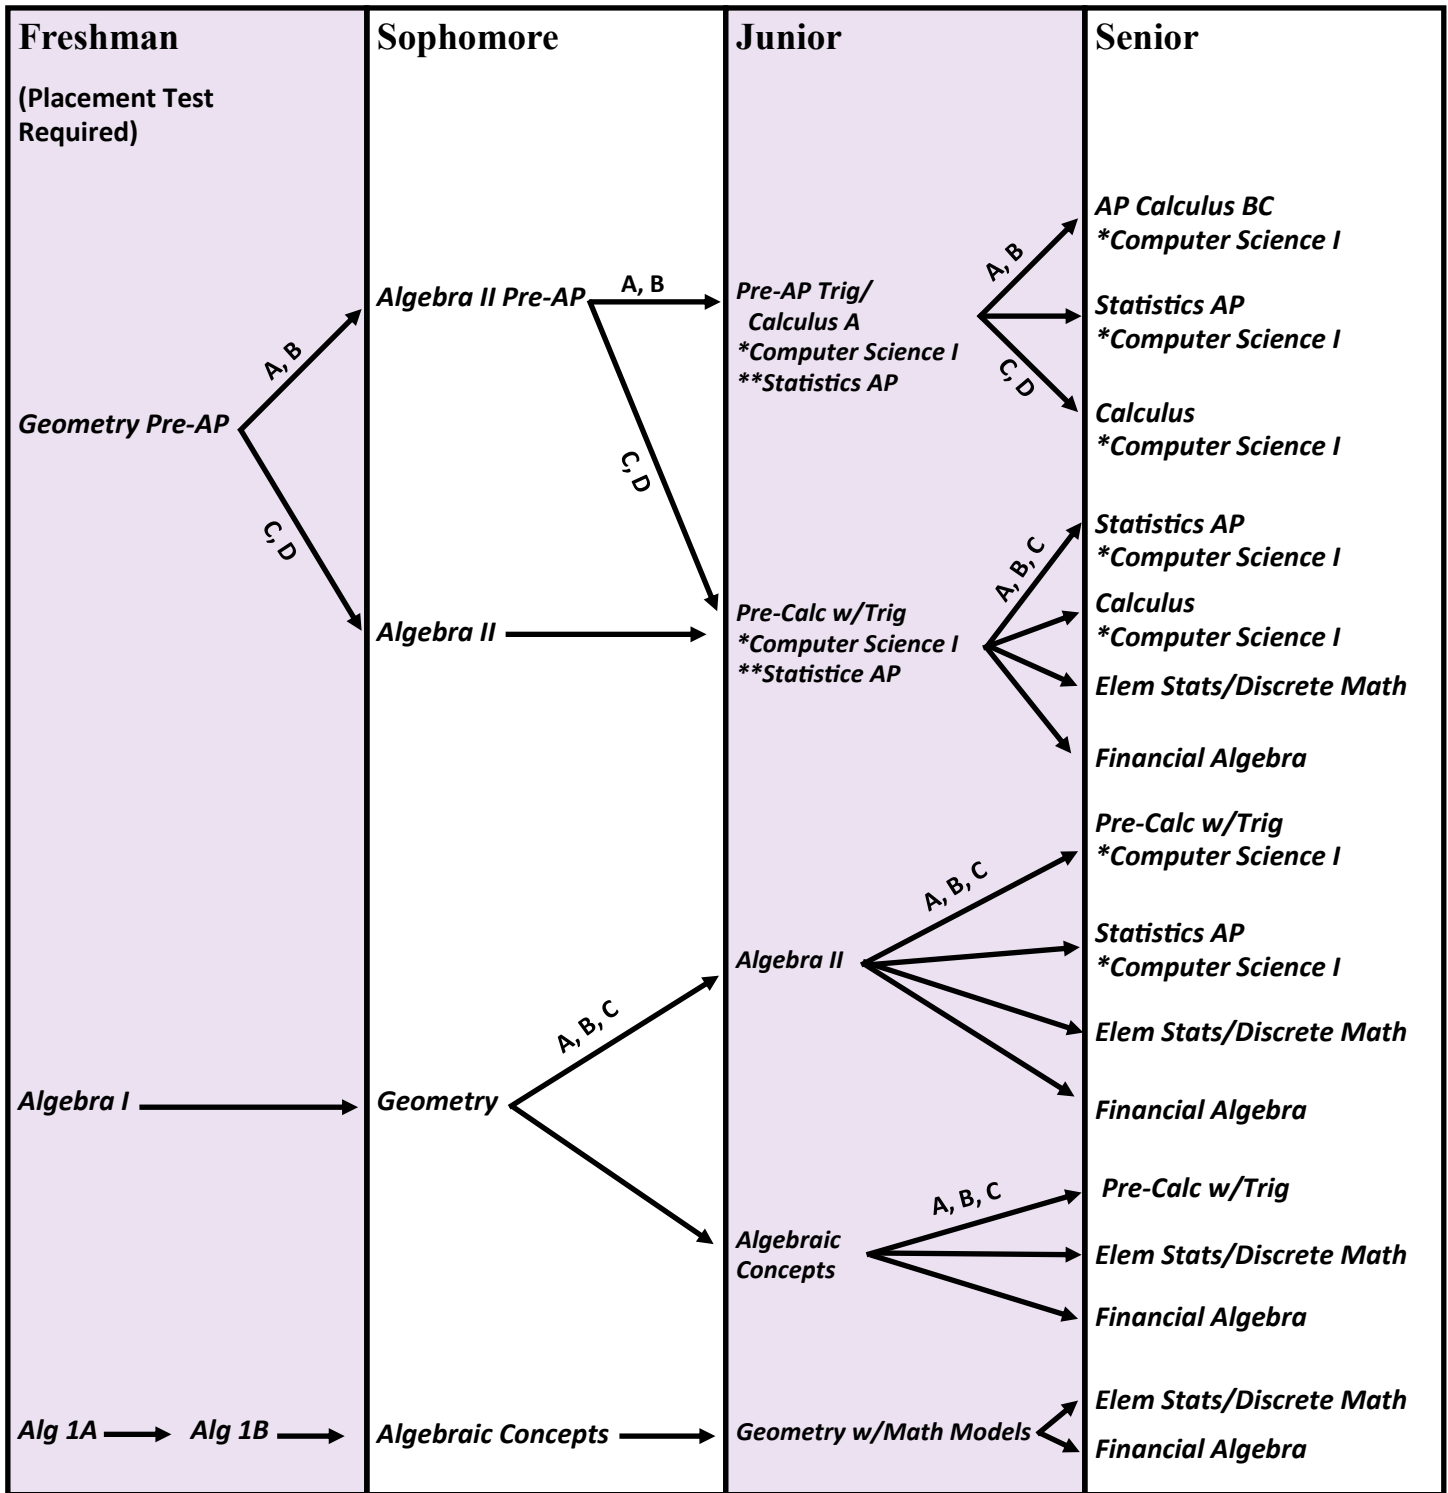 Freshman
(Placement Test
Required)
Geometry Pre-AP
A, B
C, D
Algebra I
Alg 1A
Alg 1B
Sophomore
Algebra II Pre-AP
A, B
C, D
Algebra II
Geometry
A, B, C
Algebraic Concepts
Junior
Pre-AP Trig/
Calculus A
*Computer Science I
**Statistics AP
A, B
C, D
Pre-Calc w/Trig
*Computer Science I
**Statistice AP
A, B, C
Algebra II
A, B, C
Algebraic
Concepts
A, B, C
Geometry w/Math Models
Senior
AP Calculus BC
*Computer Science I
Statistics AP
*Computer Science I
Calculus
*Computer Science I
Statistics AP
*Computer Science I
Calculus
*Computer Science I
Elem Stats/Discrete Math
Financial Algebra
Pre-Calc w/Trig
*Computer Science I
Statistics AP
*Computer Science I
Elem Stats/Discrete Math
Financial Algebra
Pre-Calc w/Trig
Elem Stats/Discrete Math
Financial Algebra
Elem Stats/Discrete Math
Financial Algebra